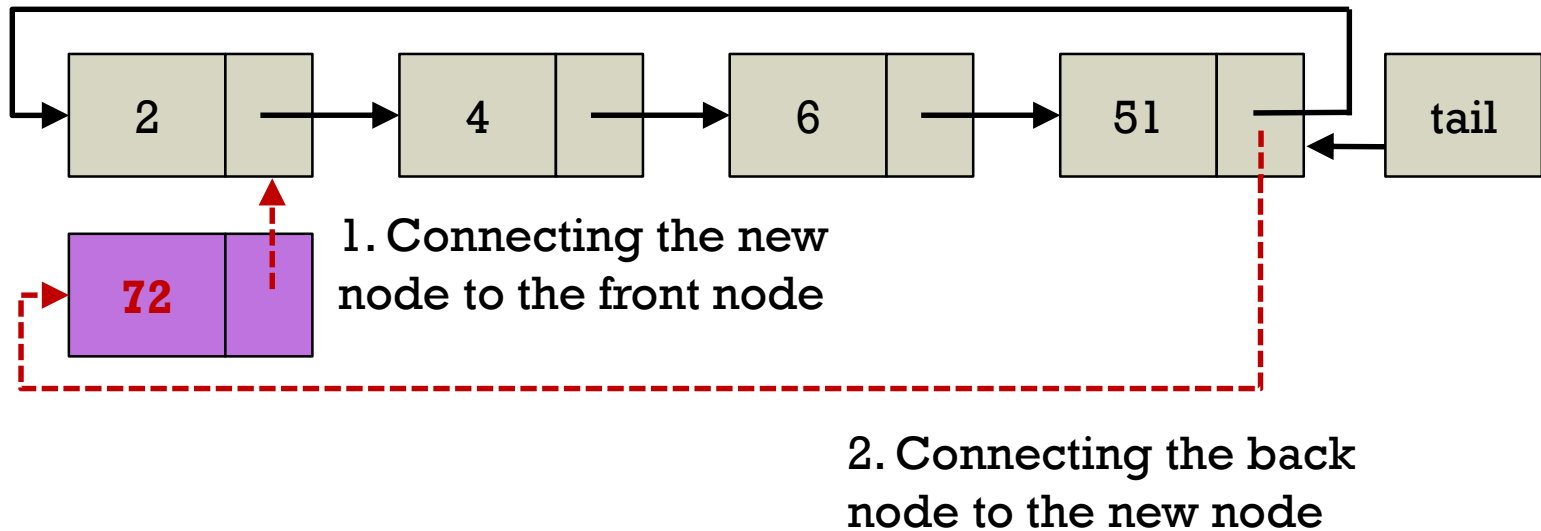 2 4 6 51 tail
72
1. Connecting the new
node to the front node
2. Connecting the back
node to the new node